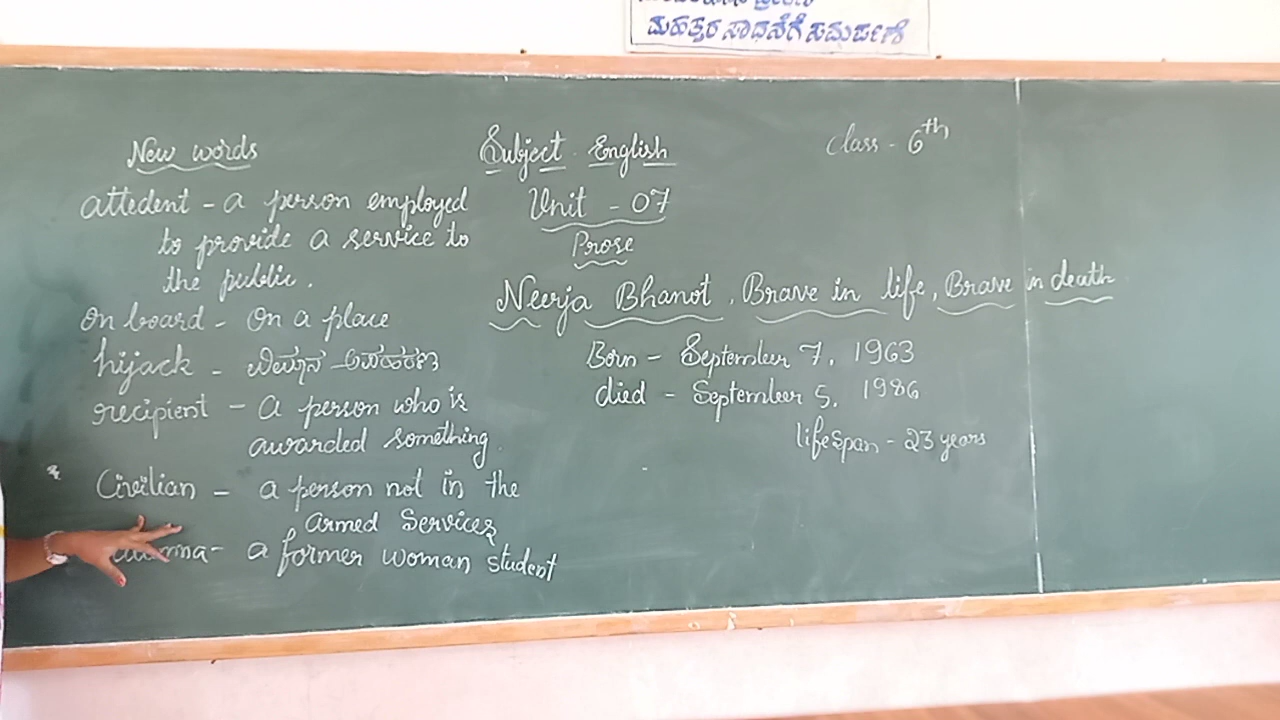 ಮಹತ್ತರ ಸಾಧನೆಗೆ ಸಮರ್ಪಣೆ
New words
attedent - a person employed
to provide a service to
the public.
on board - On a place
hijack - ವಿಮಾನ ಅಪಹರಣ
recipient - a person who is
awarded something.
Civilian - a person not in the
armed Services
a former woman student
Subject English
Unit - 07
Prose
Neerja Bhanot, Brave in life, Brave in death
Born - September 7, 1963
died - September 5, 1986
life Span - 23 years
Class - 6th